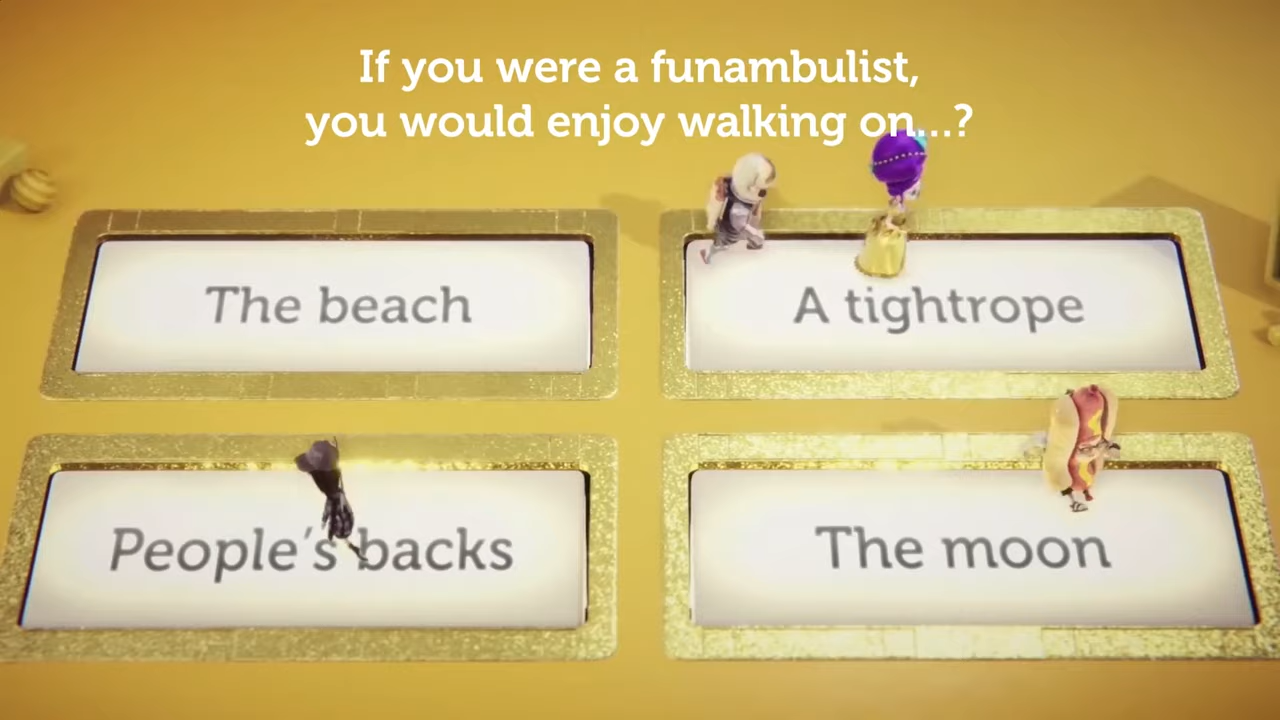 If you were a funambulist,
you would enjoy walking on...?
The beach
A tightrope
People's backs
The moon